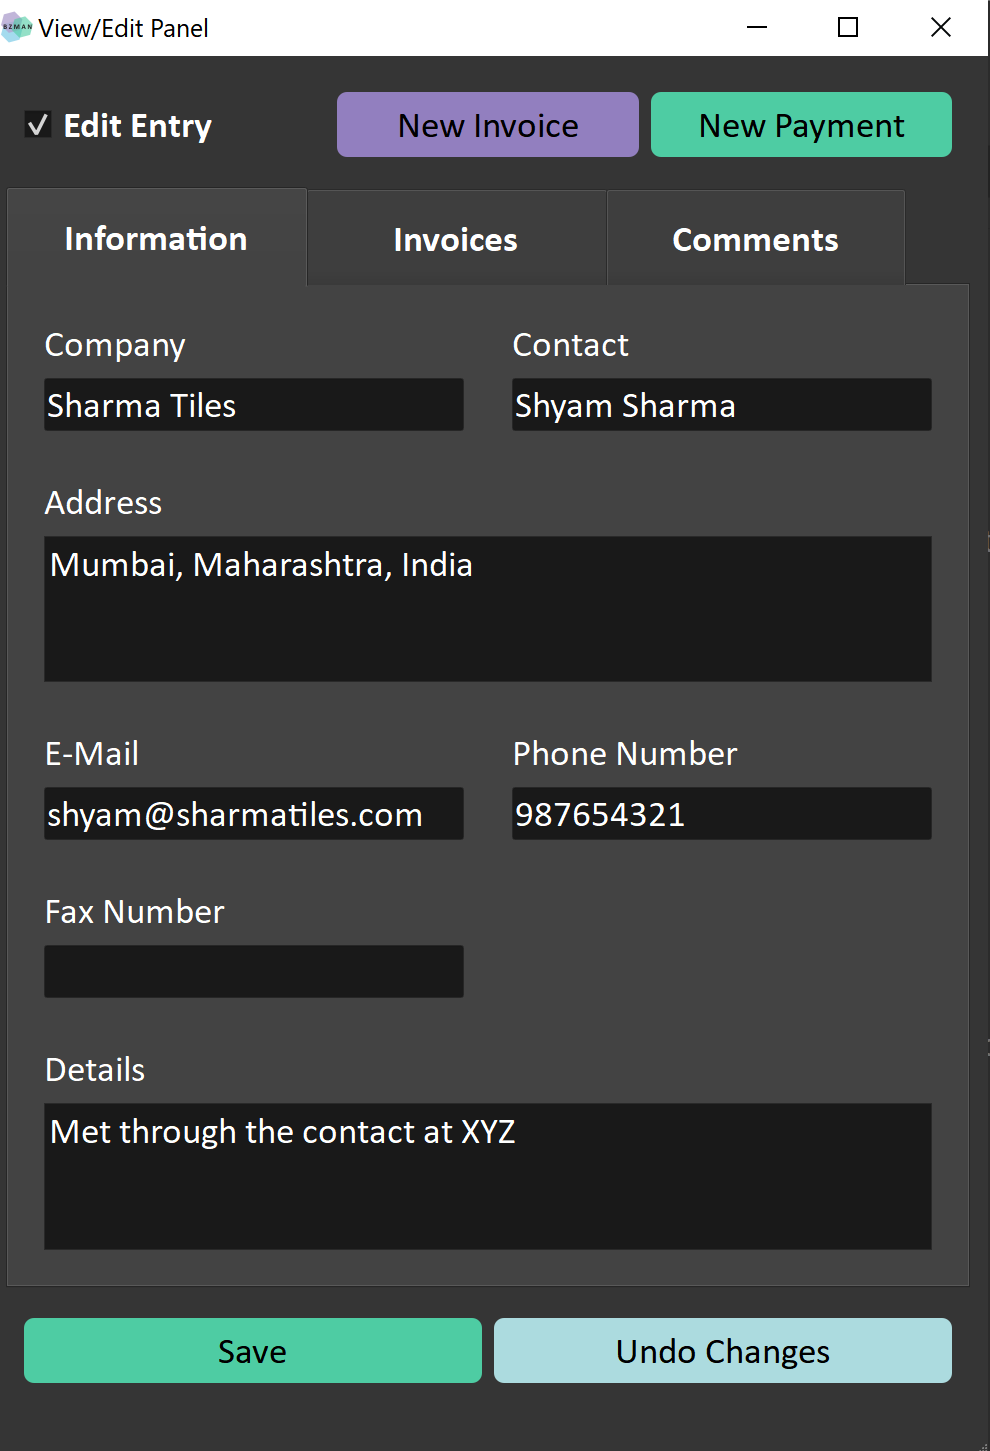 BZMAN View/Edit Panel
Edit Entry New Invoice New Payment
Information Invoices Comments
Company Contact
Sharma Tiles Shyam Sharma
Address
Mumbai, Maharashtra, India
E-Mail Phone Number
shyam@sharmatiles.com 987654321
Fax Number
Details
Met through the contact at XYZ
Save Undo Changes